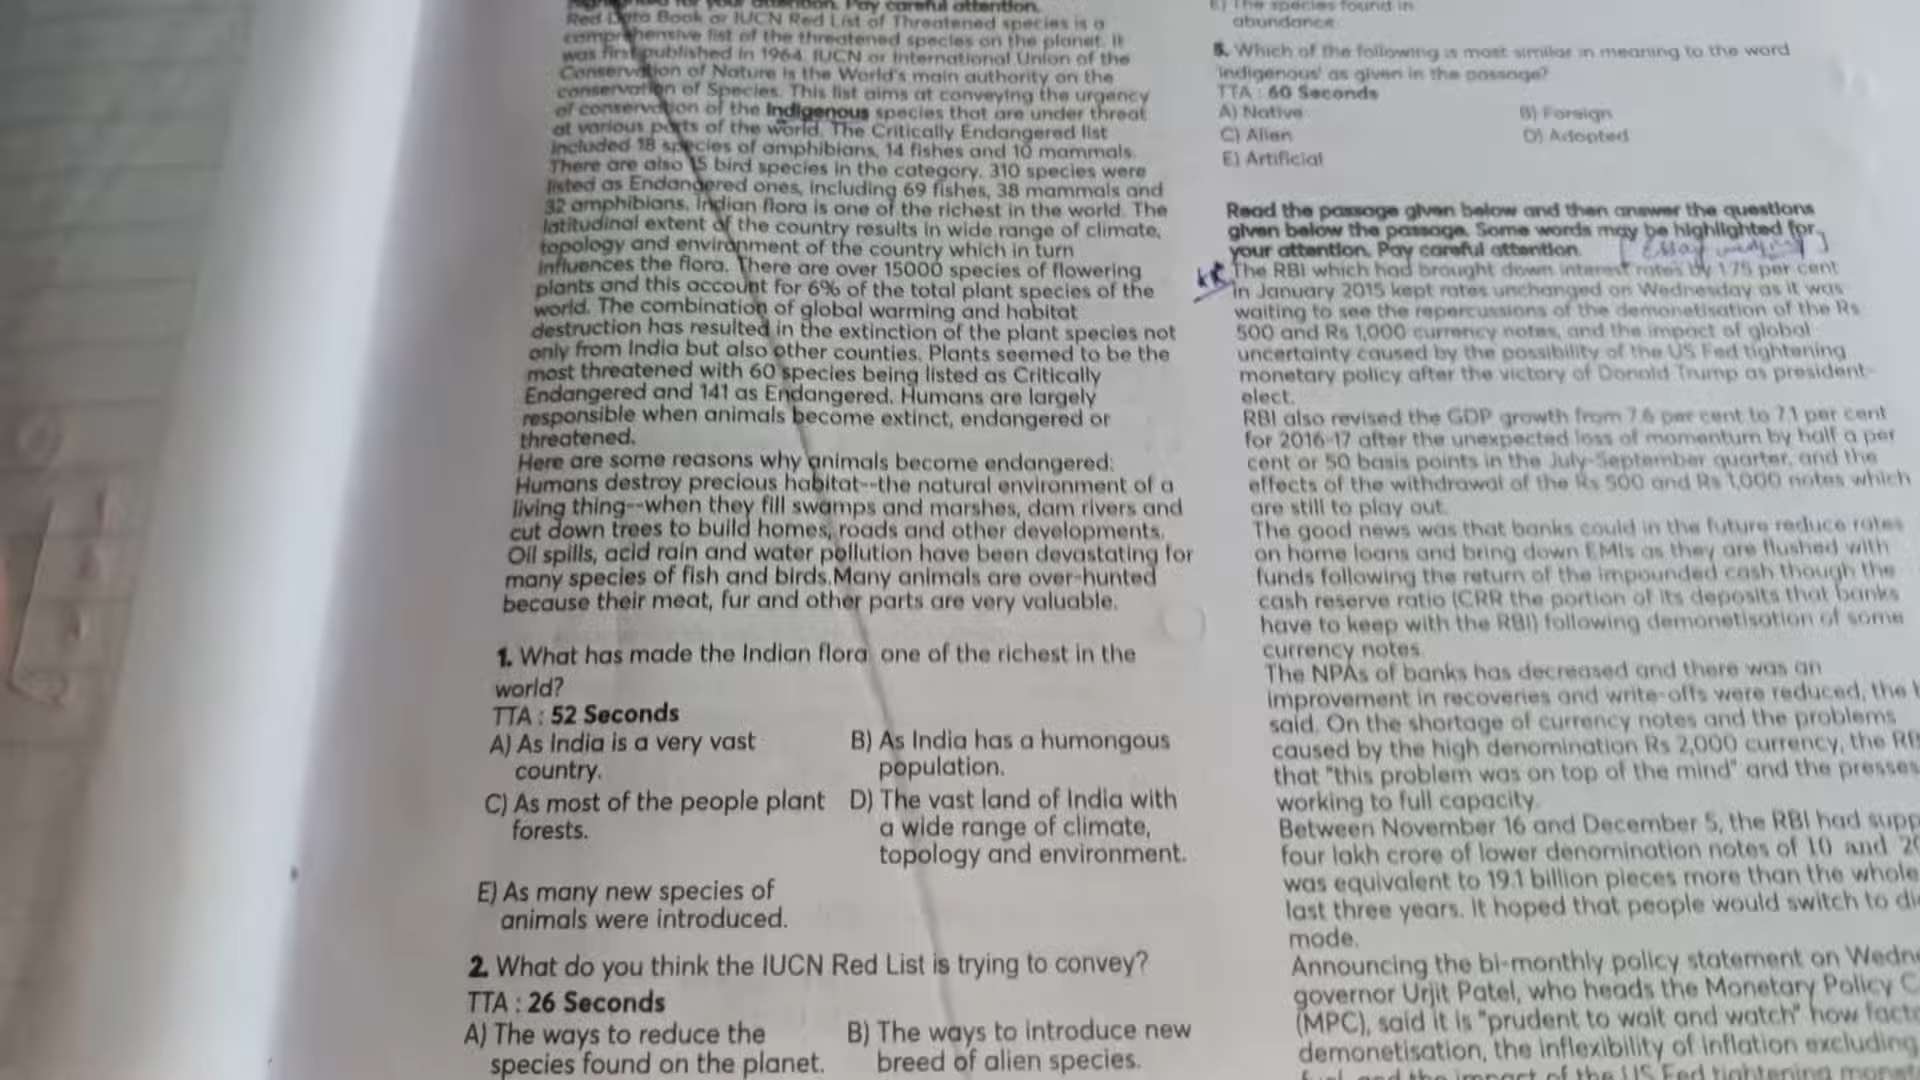 for your attention. Pay careful attention.
Red Data Book or IUCN Red List of Threatened species is a
comprehensive list of the threatened species on the planet. It
was first published in 1964. IUCN or International Union of the
Conservation of Nature is the World's main authority on the
conservation of Species. This list aims at conveying the urgency
of conservation of the Indigenous species that are under threat
at various parts of the world. The Critically Endangered list
included 18 species of amphibians, 14 fishes and 10 mammals.
There are also 15 bird species in the category. 310 species were
listed as Endangered ones, including 69 fishes, 38 mammals and
32 amphibians. Indian flora is one of the richest in the world. The
latitudinal extent of the country results in wide range of climate,
topology and environment of the country which in turn
influences the flora. There are over 15000 species of flowering
plants and this account for 6% of the total plant species of the
world. The combination of global warming and habitat
destruction has resulted in the extinction of the plant species not
only from India but also other counties. Plants seemed to be the
most threatened with 60 species being listed as Critically
Endangered and 141 as Endangered. Humans are largely
responsible when animals become extinct, endangered or
threatened.
Here are some reasons why animals become endangered:
Humans destroy precious habitat--the natural environment of a
living thing--when they fill swamps and marshes, dam rivers and
cut down trees to build homes, roads and other developments.
Oil spills, acid rain and water pollution have been devastating for
many species of fish and birds.Many animals are over-hunted
because their meat, fur and other parts are very valuable.
1. What has made the Indian flora one of the richest in the
world?
TTA : 52 Seconds
A) As India is a very vast
country.
B) As India has a humongous
population.
C) As most of the people plant
forests.
D) The vast land of India with
a wide range of climate,
topology and environment.
E) As many new species of
animals were introduced.
2. What do you think the IUCN Red List is trying to convey?
TTA : 26 Seconds
A) The ways to reduce the
species found on the planet.
B) The ways to introduce new
breed of alien species.
E) The species found in
abundance
5. Which of the following is most similar in meaning to the word
'indigenous' as given in the passage?
TTA : 60 Seconds
A) Native
B) Foreign
C) Alien
D) Adopted
E) Artificial
Read the passage given below and then answer the questions
given below the passage. Some words may be highlighted for
your attention. Pay careful attention.
[Essay]
The RBI which had brought down interest rates by 1.75 per cent
in January 2015 kept rates unchanged on Wednesday as it was
waiting to see the repercussions of the demonetisation of the Rs
500 and Rs 1,000 currency notes, and the impact of global
uncertainty caused by the possibility of the US Fed tightening
monetary policy after the victory of Donald Trump as president-
elect.
RBI also revised the GDP growth from 7.6 per cent to 7.1 per cent
for 2016-17 after the unexpected loss of momentum by half a per
cent or 50 basis points in the July-September quarter, and the
effects of the withdrawal of the Rs 500 and Rs 1,000 notes which
are still to play out.
The good news was that banks could in the future reduce rates
on home loans and bring down EMIs as they are flushed with
funds following the return of the impounded cash though the
cash reserve ratio (CRR the portion of its deposits that banks
have to keep with the RBI) following demonetisation of some
currency notes.
The NPAs of banks has decreased and there was an
improvement in recoveries and write-offs were reduced, the
said. On the shortage of currency notes and the problems
caused by the high denomination Rs 2,000 currency, the
that "this problem was on top of the mind" and the presses
working to full capacity.
Between November 16 and December 5, the RBI had
four lakh crore of lower denomination notes of 10 and
was equivalent to 19.1 billion pieces more than the whole
last three years. It hoped that people would switch to
mode.
Announcing the bi-monthly policy statement on
governor Urjit Patel, who heads the Monetary Policy
(MPC), said it is "prudent to wait and watch" how
demonetisation, the inflexibility of inflation excluding
and the impact of the US Fed tightening